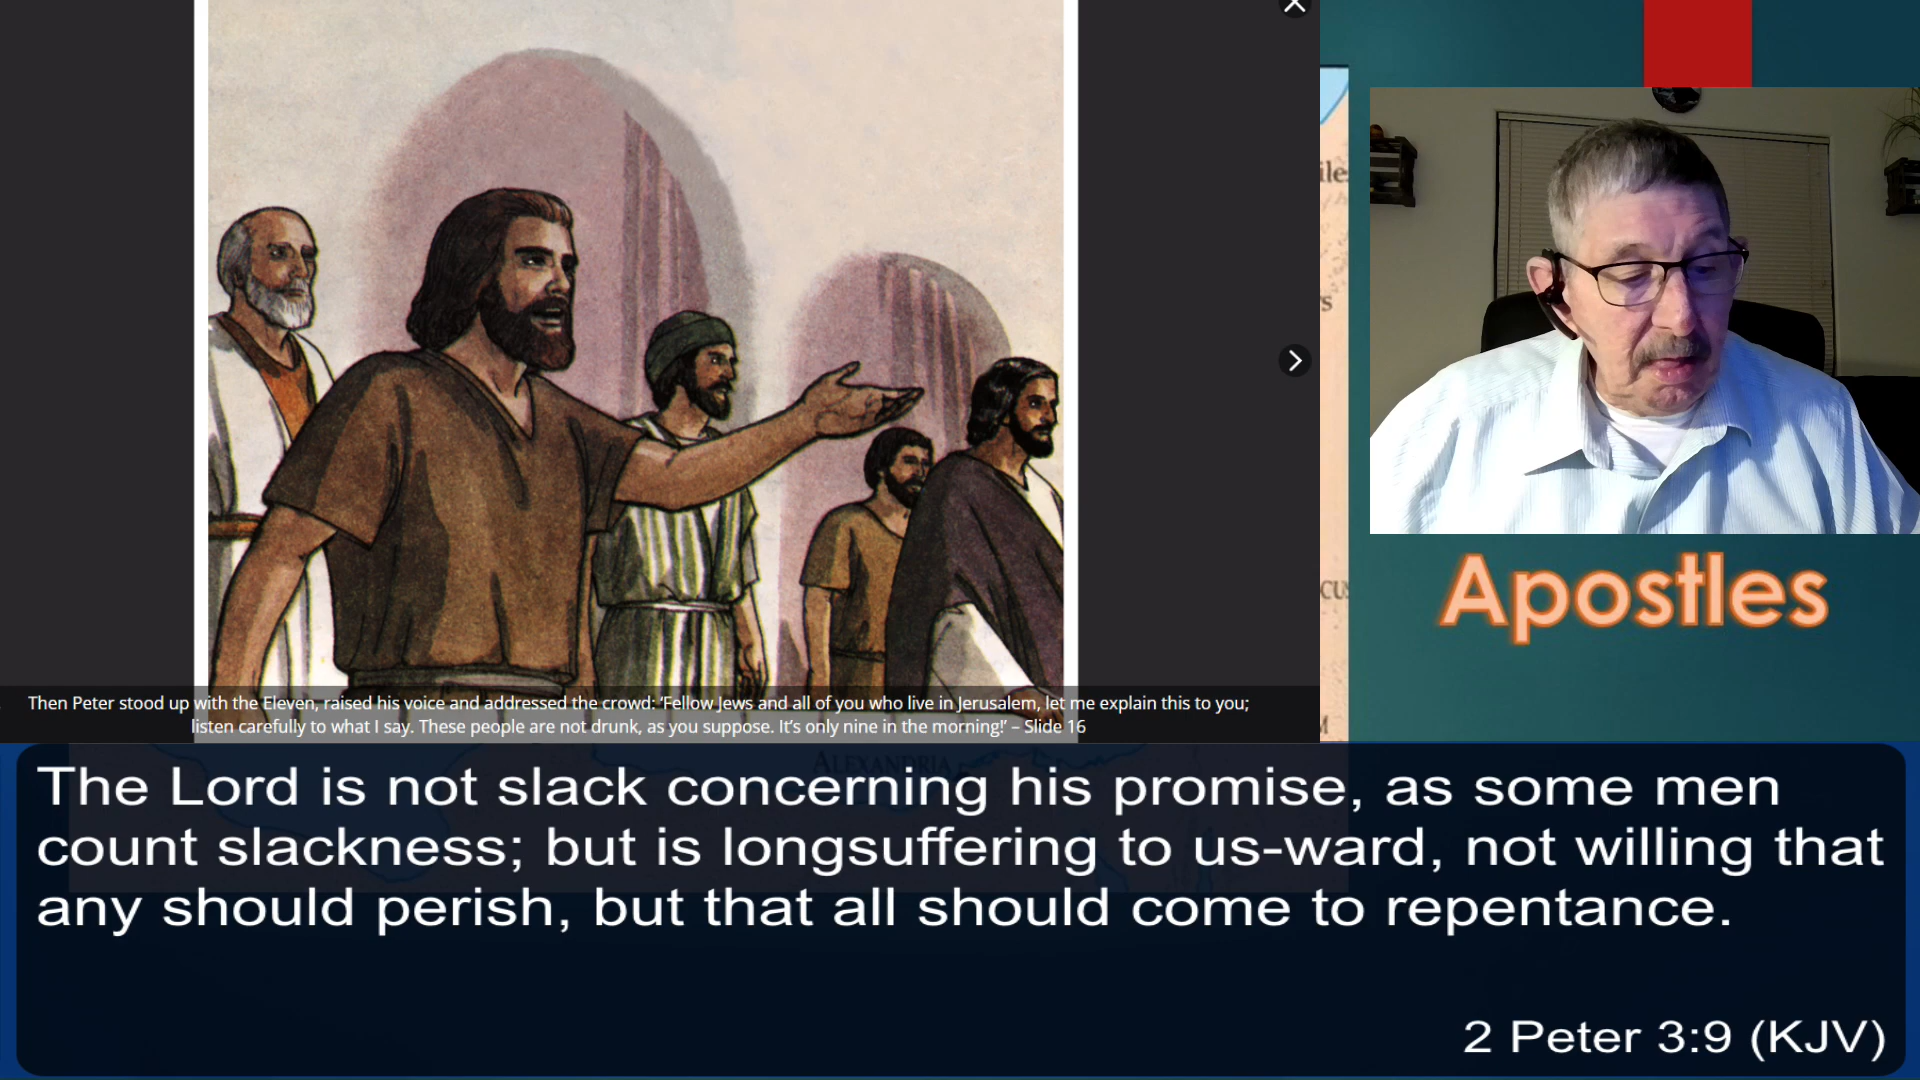 Then Peter stood up with the Eleven, raised his voice and addressed the crowd: ‘Fellow Jews and all of you who live in Jerusalem, let me explain this to you;
listen carefully to what I say. These people are not drunk, as you suppose. It’s only nine in the morning!’ – Slide 16
Apostles
ALEXANDRIA
The Lord is not slack concerning his promise, as some men
count slackness; but is longsuffering to us-ward, not willing that
any should perish, but that all should come to repentance.
2 Peter 3:9 (KJV)